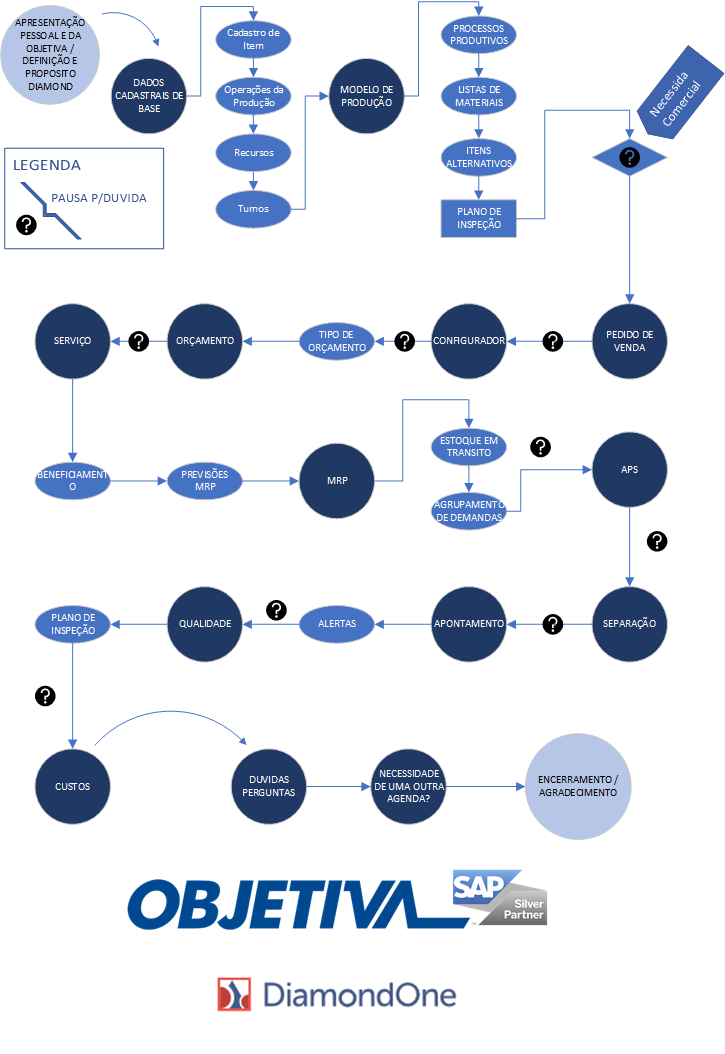 APRESENTAÇÃO
PESSOAL E DA
OBJETIVA /
DEFINIÇÃO E
PROPOSITO
DIAMOND
DADOS
CADASTRAIS DE
BASE
Cadastro de
Item
Operações da
Produção
Recursos
Turnos
MODELO DE
PRODUÇÃO
PROCESSOS
PRODUTIVOS
LISTAS DE
MATERIAIS
ITENS
ALTERNATIVOS
PLANO DE
INSPEÇÃO
Necessida
Comercial
?
LEGENDA
PAUSA P/DUVIDA
?
SERVIÇO
?
ORÇAMENTO
TIPO DE
ORÇAMENTO
?
CONFIGURADOR
?
PEDIDO DE
VENDA
BENEFICIAMENT
O
PREVISÕES
MRP
MRP
ESTOQUE EM
TRANSITO
AGRUPAMENTO
DE DEMANDAS
?
APS
?
PLANO DE
INSPEÇÃO
QUALIDADE
?
ALERTAS
APONTAMENTO
?
SEPARAÇÃO
?
CUSTOS
DUVIDAS
PERGUNTAS
NECESSIDADE
DE UMA OUTRA
AGENDA?
ENCERRAMENTO /
AGRADECIMENTO
OBJETIVA
SAP
Silver
Partner
DiamondOne